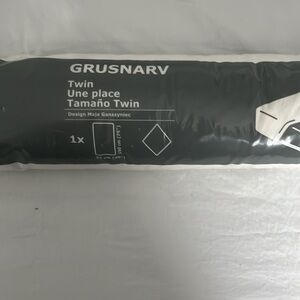 GRUSNARV
Twin
Une place
Tamaño Twin
Design Maja Ganszyniec
1x